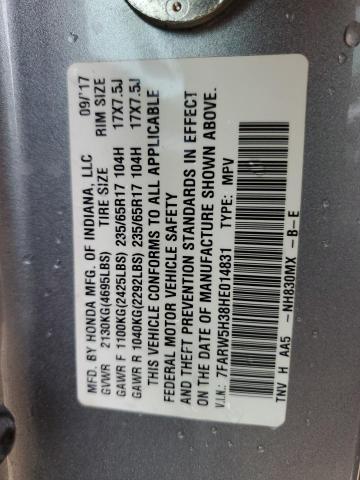 MFD. BY HONDA MFG. OF INDIANA, LLC 09/'17
GVWR 2130KG(4695LBS) TIRE SIZE RIM SIZE
GAWR F 1100KG(2425LBS) 235/65R17 104H 17X7.5J
GAWR R 1040KG(2292LBS) 235/65R17 104H 17X7.5J
THIS VEHICLE CONFORMS TO ALL APPLICABLE
FEDERAL MOTOR VEHICLE SAFETY
AND THEFT PREVENTION STANDARDS IN EFFECT
ON THE DATE OF MANUFACTURE SHOWN ABOVE.
V.I.N.: 7FARW5H38HE014831 TYPE: MPV
TNV H AA5 -NH830MX -B-E